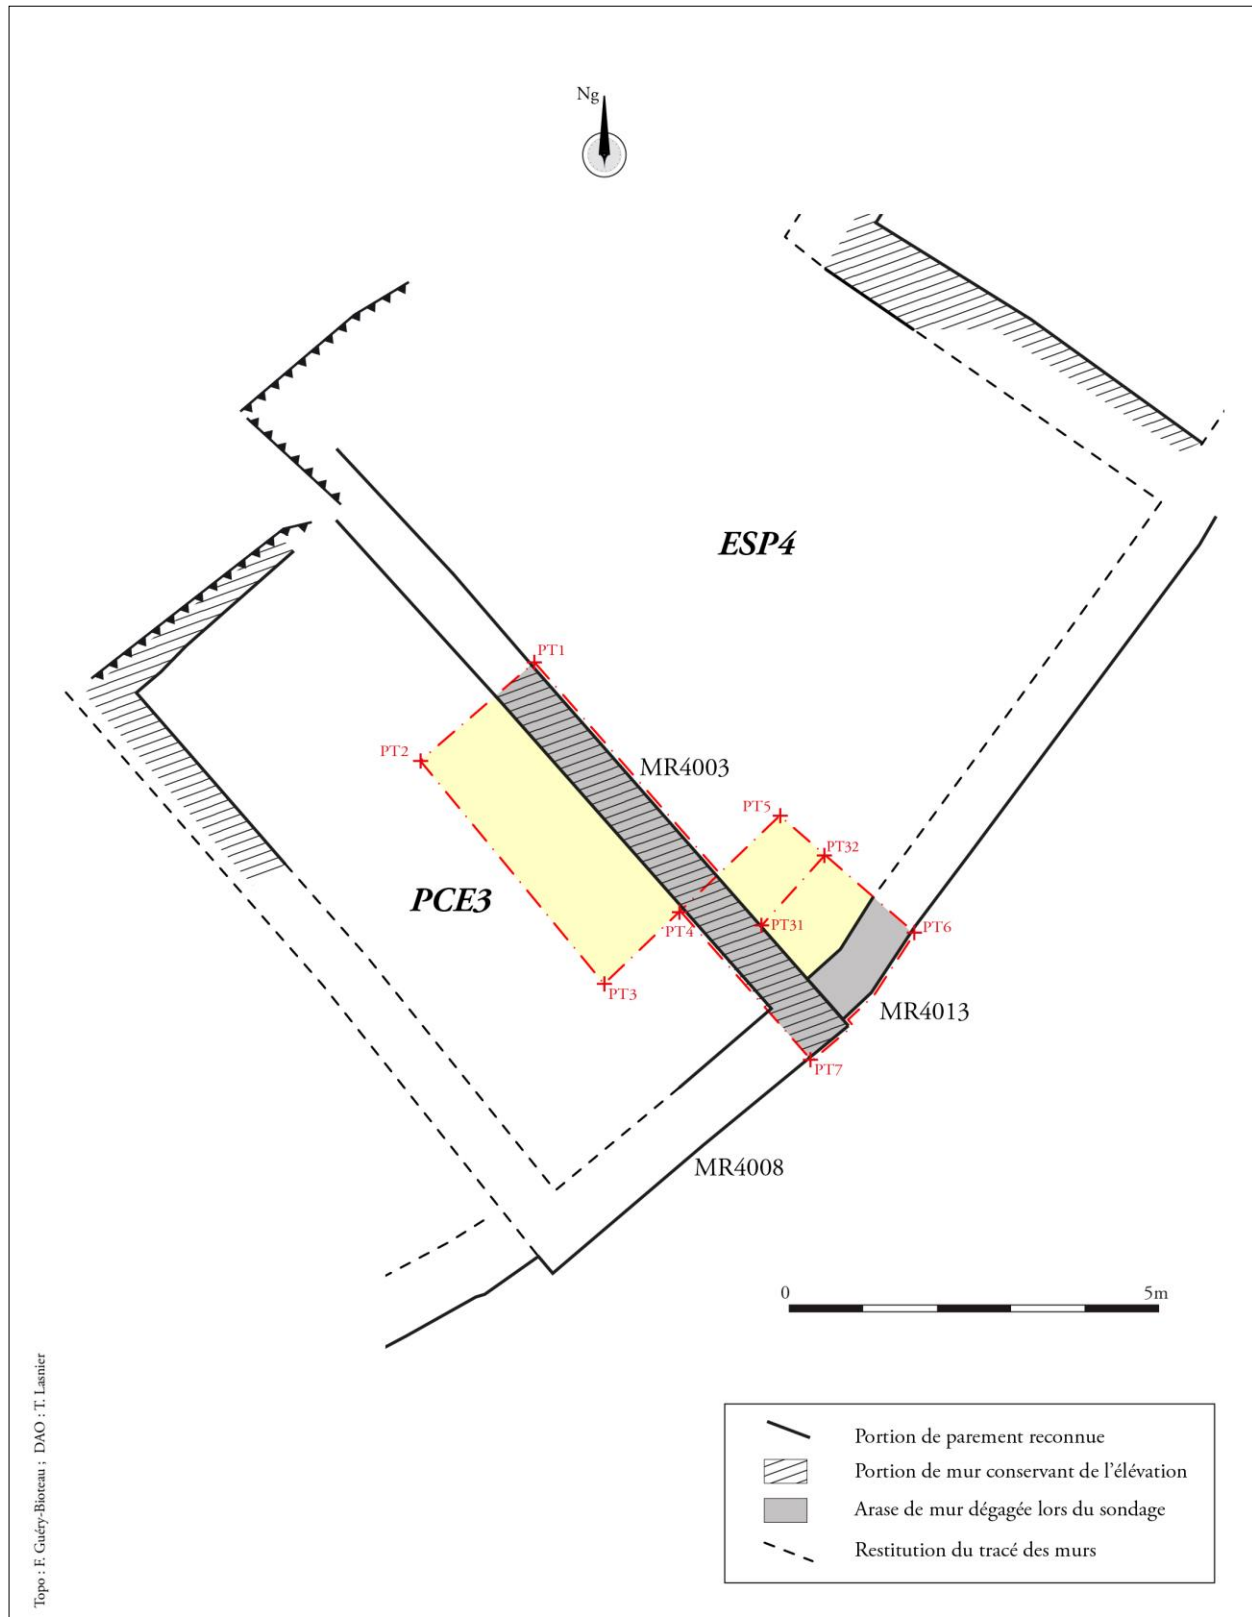 Ng
ESP4
PT1
PT2
MR4003
PT5
PT32
PCE3
PT4
PT31
PT6
PT3
MR4013
PT7
MR4008
0 5m
Portion de parement reconnue
Portion de mur conservant de l'élévation
Arase de mur dégagée lors du sondage
Restitution du tracé des murs
Topo : F. Guéry-Bioteau ; DAO : T. Lasnier